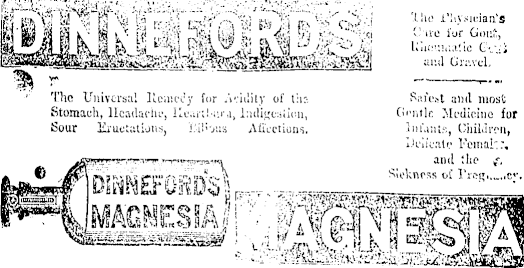 DINNEFORD'S
The Physician's
Cure for Gout,
Rheumatic Gout
and Gravel.
The Universal Remedy for Acidity of the
Stomach, Headache, Heartburn, Indigestion,
Sour Eructations, Bilious Affections.
Safest and most
Gentle Medicine for
Infants, Children,
Delicate Females,
and the
Sickness of Pregnancy.
DINNEFORD'S
MAGNESIA
MAGNESIA